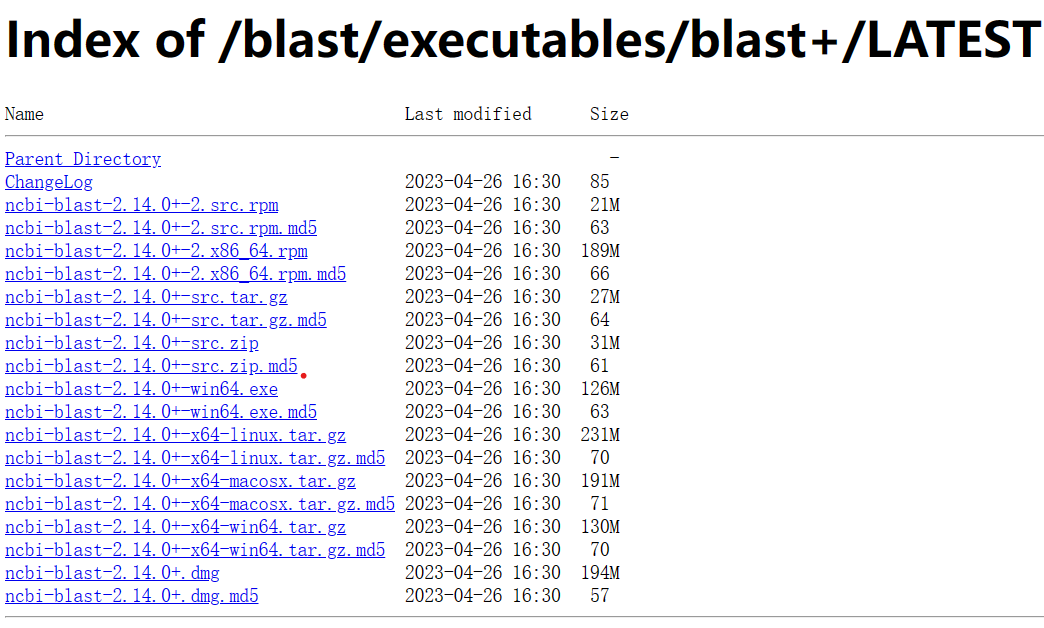 Index of /blast/executables/blast+/LATEST
Name Last modified Size
Parent Directory -
ChangeLog 2023-04-26 16:30 85
ncbi-blast-2.14.0+-2.src.rpm 2023-04-26 16:30 21M
ncbi-blast-2.14.0+-2.src.rpm.md5 2023-04-26 16:30 63
ncbi-blast-2.14.0+-2.x86_64.rpm 2023-04-26 16:30 189M
ncbi-blast-2.14.0+-2.x86_64.rpm.md5 2023-04-26 16:30 66
ncbi-blast-2.14.0+-src.tar.gz 2023-04-26 16:30 27M
ncbi-blast-2.14.0+-src.tar.gz.md5 2023-04-26 16:30 64
ncbi-blast-2.14.0+-src.zip 2023-04-26 16:30 31M
ncbi-blast-2.14.0+-src.zip.md5 2023-04-26 16:30 61
ncbi-blast-2.14.0+-win64.exe 2023-04-26 16:30 126M
ncbi-blast-2.14.0+-win64.exe.md5 2023-04-26 16:30 63
ncbi-blast-2.14.0+-x64-linux.tar.gz 2023-04-26 16:30 231M
ncbi-blast-2.14.0+-x64-linux.tar.gz.md5 2023-04-26 16:30 70
ncbi-blast-2.14.0+-x64-macosx.tar.gz 2023-04-26 16:30 191M
ncbi-blast-2.14.0+-x64-macosx.tar.gz.md5 2023-04-26 16:30 71
ncbi-blast-2.14.0+-x64-win64.tar.gz 2023-04-26 16:30 130M
ncbi-blast-2.14.0+-x64-win64.tar.gz.md5 2023-04-26 16:30 70
ncbi-blast-2.14.0+.dmg 2023-04-26 16:30 194M
ncbi-blast-2.14.0+.dmg.md5 2023-04-26 16:30 57